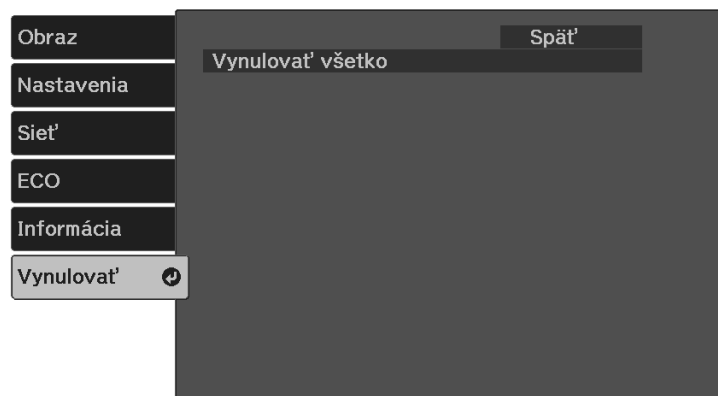 Obraz
Nastavenia
Sieť
ECO
Informácia
Vynulovať
Späť
Vynulovať všetko